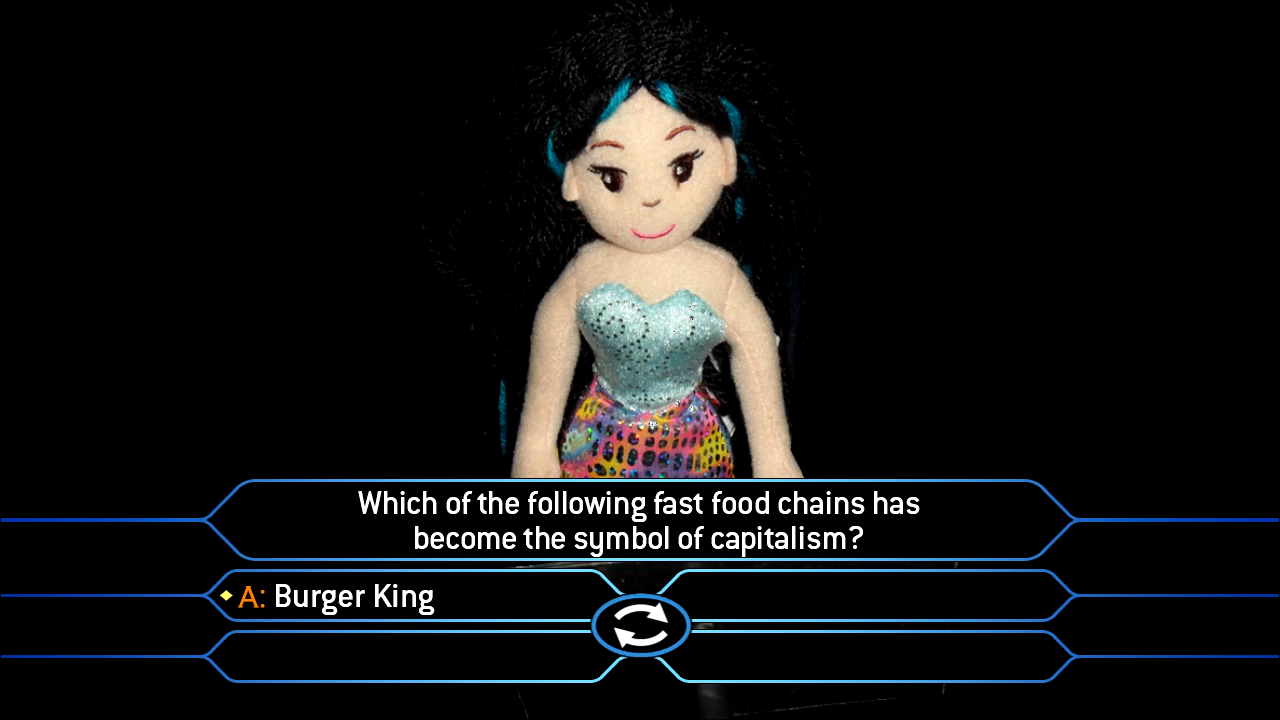 Which of the following fast food chains has
become the symbol of capitalism?
A: Burger King